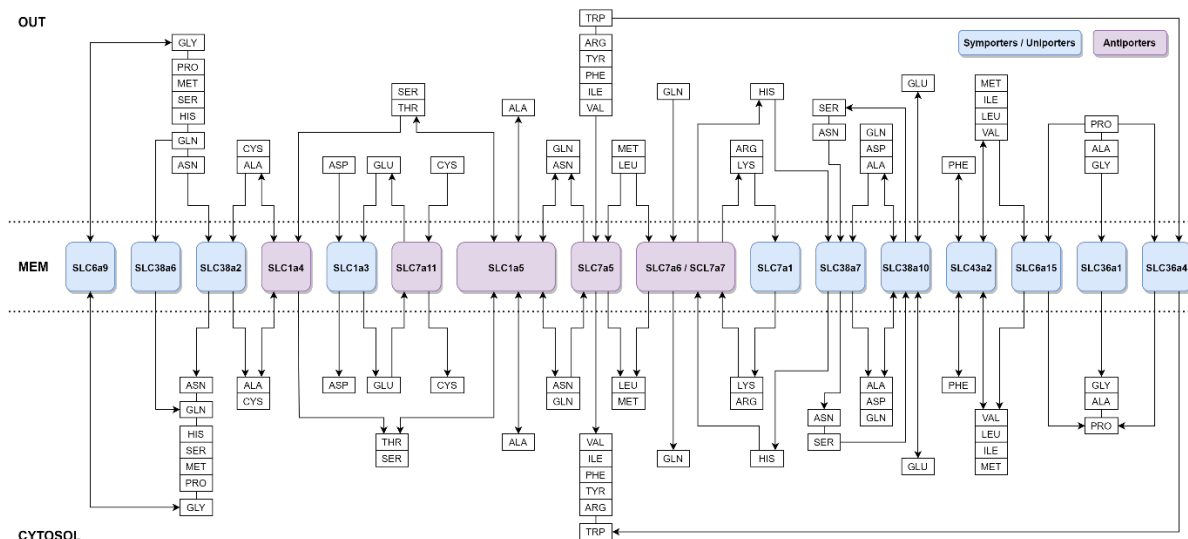 OUT
TRP
GLY
ARG
TYR
PHE
ILE
VAL
Symporters / Uniporters
Antiporters
PRO
MET
SER
HIS
GLN
ASN
CYS
ALA
ASP
GLU
SER
THR
CYS
ALA
GLN
ASN
MET
LEU
GLN
ARG
LYS
HIS
SER
ASN
GLN
ASP
ALA
GLU
PHE
MET
ILE
LEU
VAL
PRO
ALA
GLY
MEM
SLC6a9
SLC38a6
SLC38a2
SLC1a4
SLC1a3
SLC7a11
SLC1a5
SLC7a5
SLC7a6 / SCL7a7
SLC7a1
SLC38a7
SLC38a10
SLC43a2
SLC6a15
SLC36a1
SLC36a4
ASN
GLN
HIS
SER
MET
PRO
GLY
ALA
CYS
ASP
GLU
THR
SER
CYS
ALA
ASN
GLN
VAL
ILE
PHE
TYR
ARG
TRP
LEU
MET
GLN
LYS
ARG
HIS
ASN
SER
ALA
ASP
GLN
GLU
PHE
VAL
LEU
ILE
MET
GLY
ALA
PRO
CYTOSOL